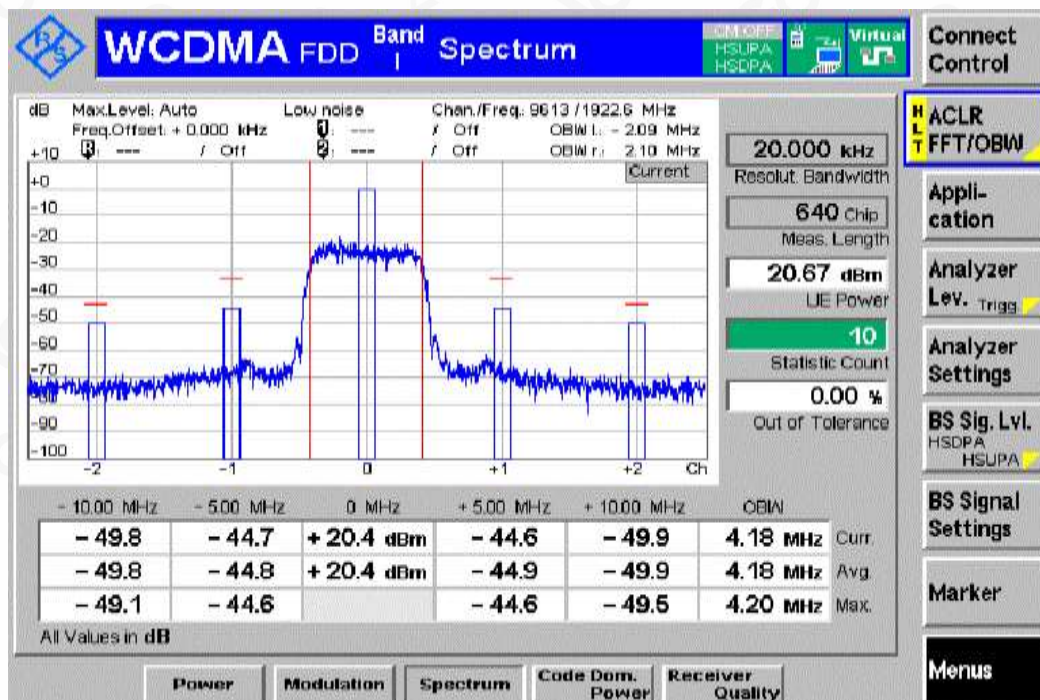 WCDMA FDD Band I Spectrum
CM OFF
HSUPA
HSDPA
Virtual
Connect Control
dB Max.Level: Auto Low noise Chan./Freq.: 9613 / 1922.6 MHz
Freq.Offset: + 0.000 kHz 1: --- / Off OBW l.: - 2.09 MHz
R: --- / Off 2: --- / Off OBW r.: 2.10 MHz
Current
+10
+0
-10
-20
-30
-40
-50
-60
-70
-80
-90
-100
-2 -1 0 +1 +2 Ch
20.000 kHz
Resolut. Bandwidth
640 Chip
Meas. Length
20.67 dBm
UE Power
10
Statistic Count
0.00 %
Out of Tolerance
- 10.00 MHz - 5.00 MHz 0 MHz + 5.00 MHz + 10.00 MHz OBW
- 49.8 - 44.7 + 20.4 dBm - 44.6 - 49.9 4.18 MHz Curr.
- 49.8 - 44.8 + 20.4 dBm - 44.9 - 49.9 4.18 MHz Avg.
- 49.1 - 44.6 - 44.6 - 49.5 4.20 MHz Max.
All Values in dB
HLT
ACLR
FFT/OBW
Appli-
cation
Analyzer
Lev. Trigg.
Analyzer
Settings
BS Sig. Lvl.
HSDPA
HSUPA
BS Signal
Settings
Marker
Menus
Power
Modulation
Spectrum
Code Dom.
Power
Receiver
Quality